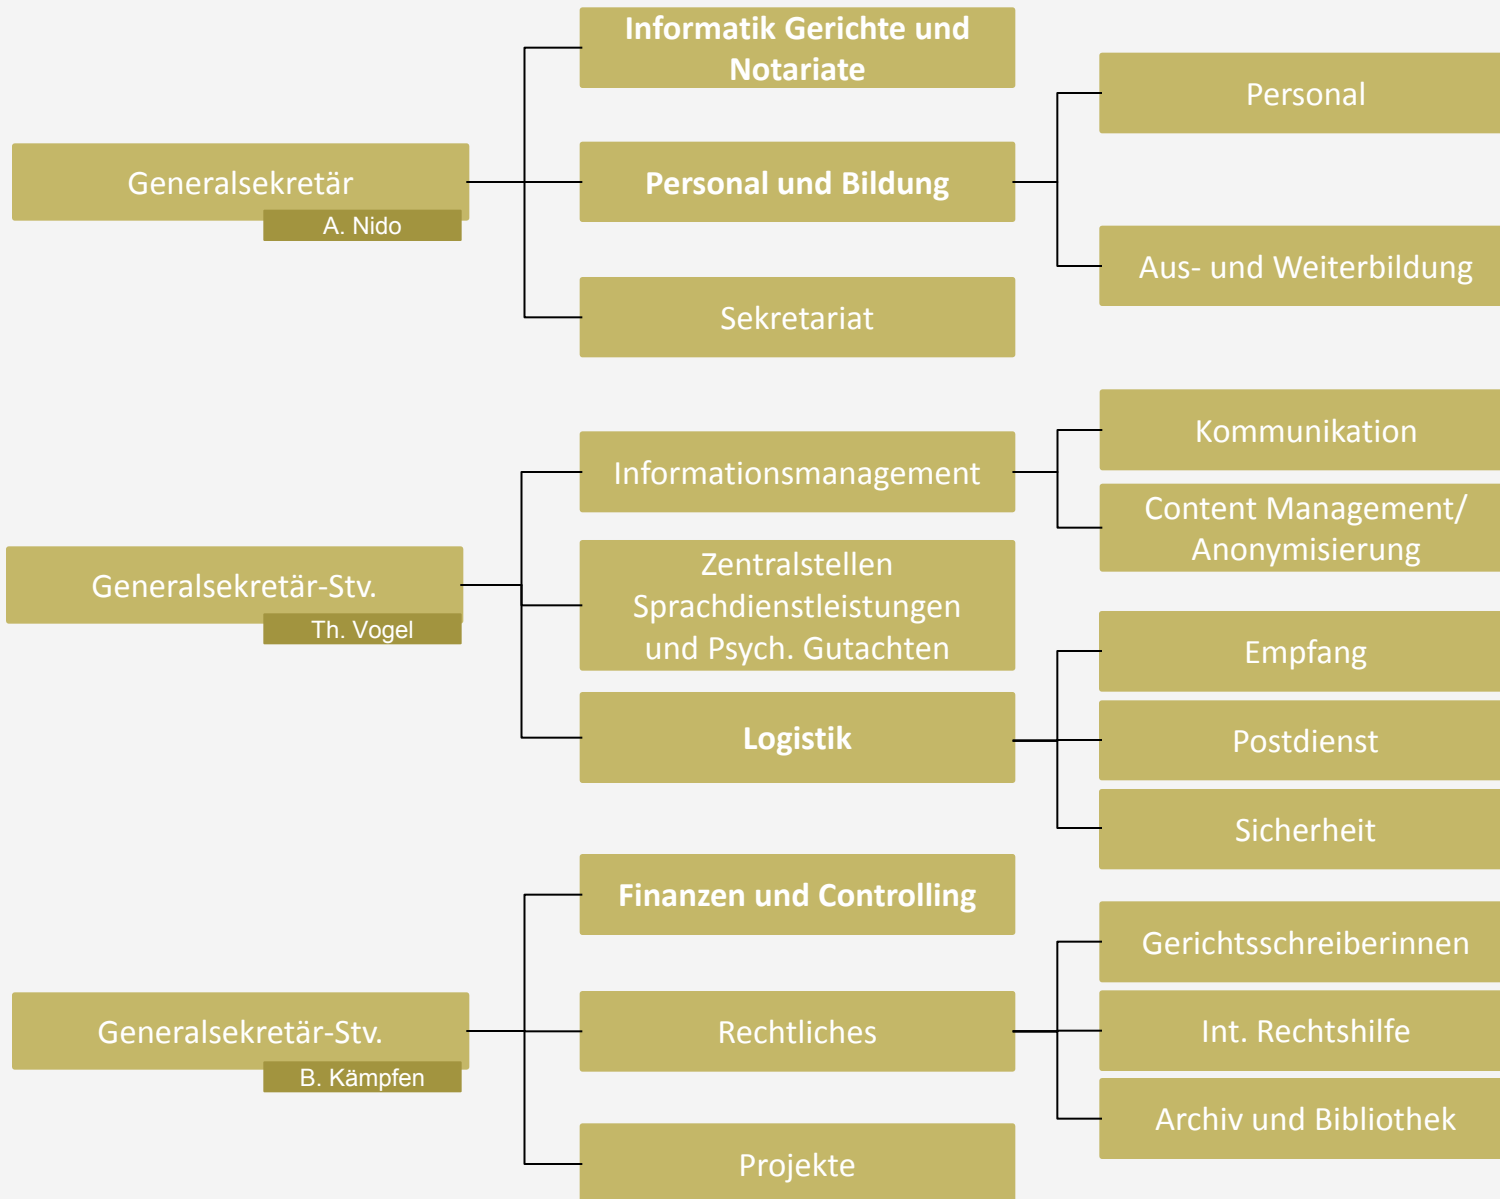 Generalsekretär
A. Nido
Informatik Gerichte und
Notariate
Personal und Bildung
Sekretariat
Personal
Aus- und Weiterbildung
Generalsekretär-Stv.
Th. Vogel
Informationsmanagement
Zentralstellen
Sprachdienstleistungen
und Psych. Gutachten
Logistik
Kommunikation
Content Management/
Anonymisierung
Empfang
Postdienst
Sicherheit
Generalsekretär-Stv.
B. Kämpfen
Finanzen und Controlling
Rechtliches
Projekte
Gerichtsschreiberinnen
Int. Rechtshilfe
Archiv und Bibliothek